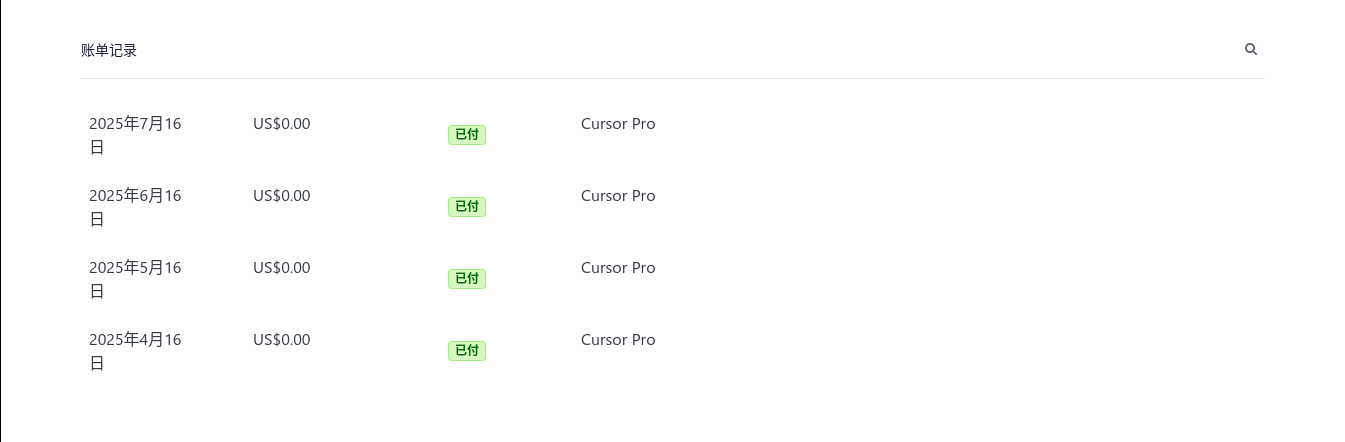 账单记录
2025年7月16日 US$0.00 已付 Cursor Pro
2025年6月16日 US$0.00 已付 Cursor Pro
2025年5月16日 US$0.00 已付 Cursor Pro
2025年4月16日 US$0.00 已付 Cursor Pro